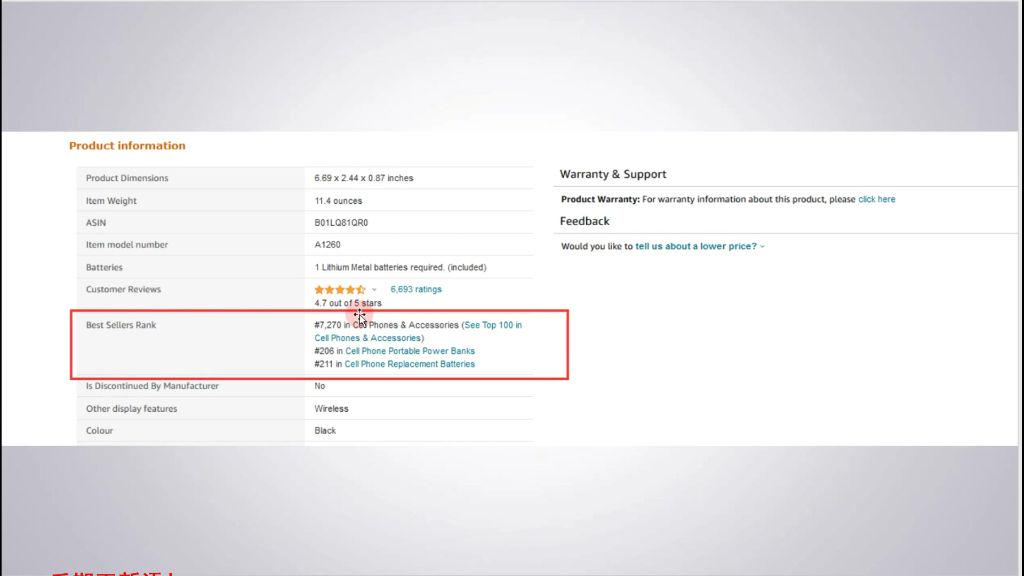 Product information
Product Dimensions 6.69 x 2.44 x 0.87 inches
Item Weight 11.4 ounces
ASIN B01LQ81QR0
Item model number A1260
Batteries 1 Lithium Metal batteries required. (included)
Customer Reviews 6,693 ratings
4.7 out of 5 stars
Best Sellers Rank #7,270 in Cell Phones & Accessories (See Top 100 in
Cell Phones & Accessories)
#206 in Cell Phone Portable Power Banks
#211 in Cell Phone Replacement Batteries
Is Discontinued By Manufacturer No
Other display features Wireless
Colour Black
Warranty & Support
Product Warranty: For warranty information about this product, please click here
Feedback
Would you like to tell us about a lower price?